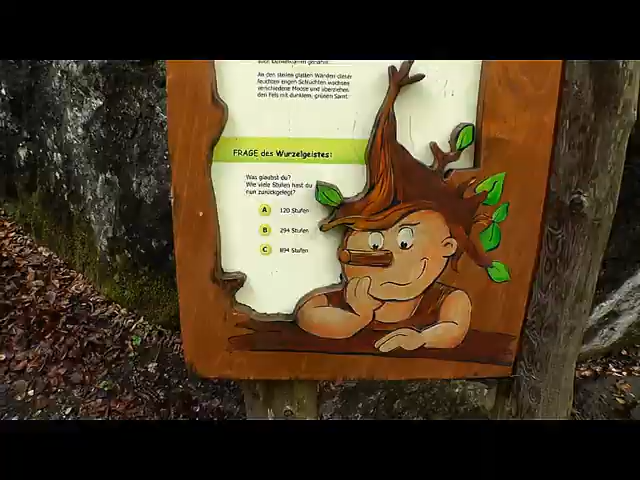 An den steilen glatten Wänden dieser
feuchten engen Schluchten wachsen
verschiedene Moose und überziehen
den Fels mit dunklem, grünen Samt.
FRAGE des Wurzelgeistes:
Was glaubst du?
Wie viele Stufen hast du
nun zurückgelegt?
A 120 Stufen
B 294 Stufen
C 894 Stufen